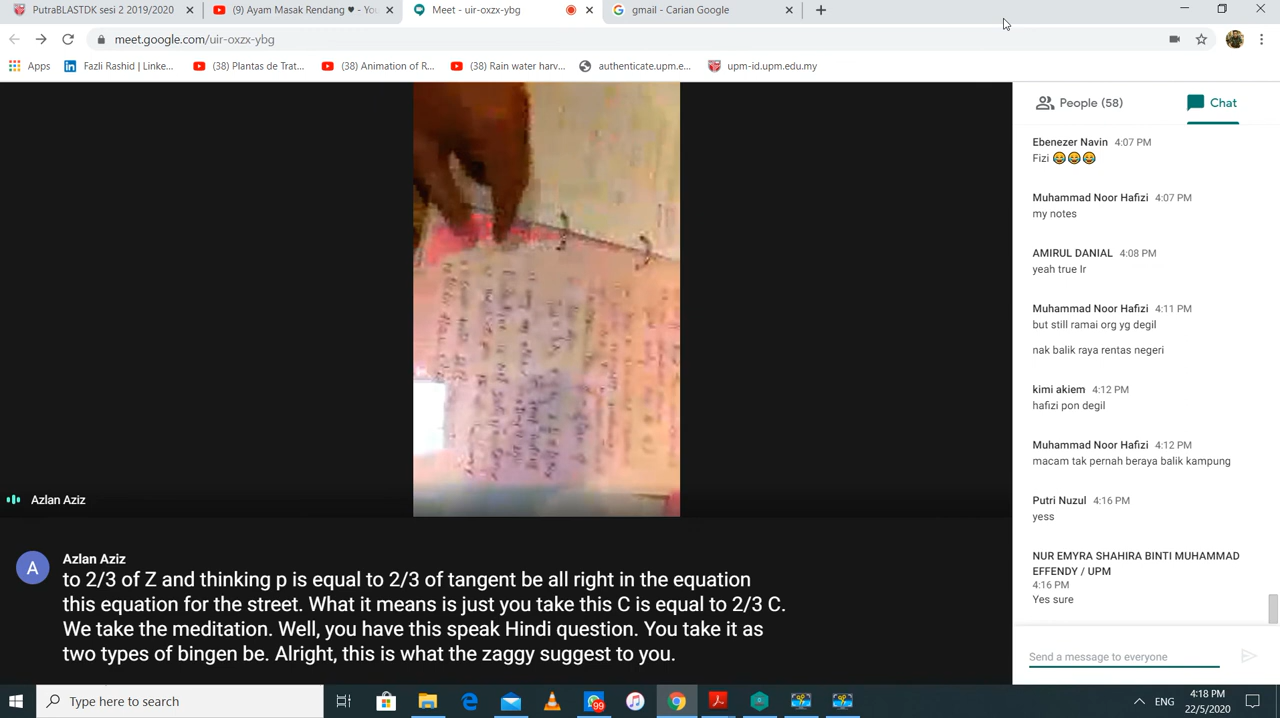 PutraBLASTDK sesi 2 2019/2020
(9) Ayam Masak Rendang ♥ - You
Meet - uir-oxzx-ybg
gmail - Carian Google
meet.google.com/uir-oxzx-ybg
Apps
Fazli Rashid | Linke...
(38) Plantas de Trat...
(38) Animation of R...
(38) Rain water harv...
authenticate.upm.e...
upm-id.upm.edu.my
People (58)
Chat
Ebenezer Navin 4:07 PM
Fizi 😂😂😂
Muhammad Noor Hafizi 4:07 PM
my notes
AMIRUL DANIAL 4:08 PM
yeah true Ir
Muhammad Noor Hafizi 4:11 PM
but still ramai org yg degil
nak balik raya rentas negeri
kimi akiem 4:12 PM
hafizi pon degil
Muhammad Noor Hafizi 4:12 PM
macam tak pernah beraya balik kampung
Putri Nuzul 4:16 PM
yess
NUR EMYRA SHAHIRA BINTI MUHAMMAD
EFFENDY / UPM
4:16 PM
Yes sure
Send a message to everyone
Azlan Aziz
A
Azlan Aziz
to 2/3 of Z and thinking p is equal to 2/3 of tangent be all right in the equation
this equation for the street. What it means is just you take this C is equal to 2/3 C.
We take the meditation. Well, you have this speak Hindi question. You take it as
two types of bingen be. Alright, this is what the zaggy suggest to you.
Type here to search
99
ENG
4:18 PM
22/5/2020